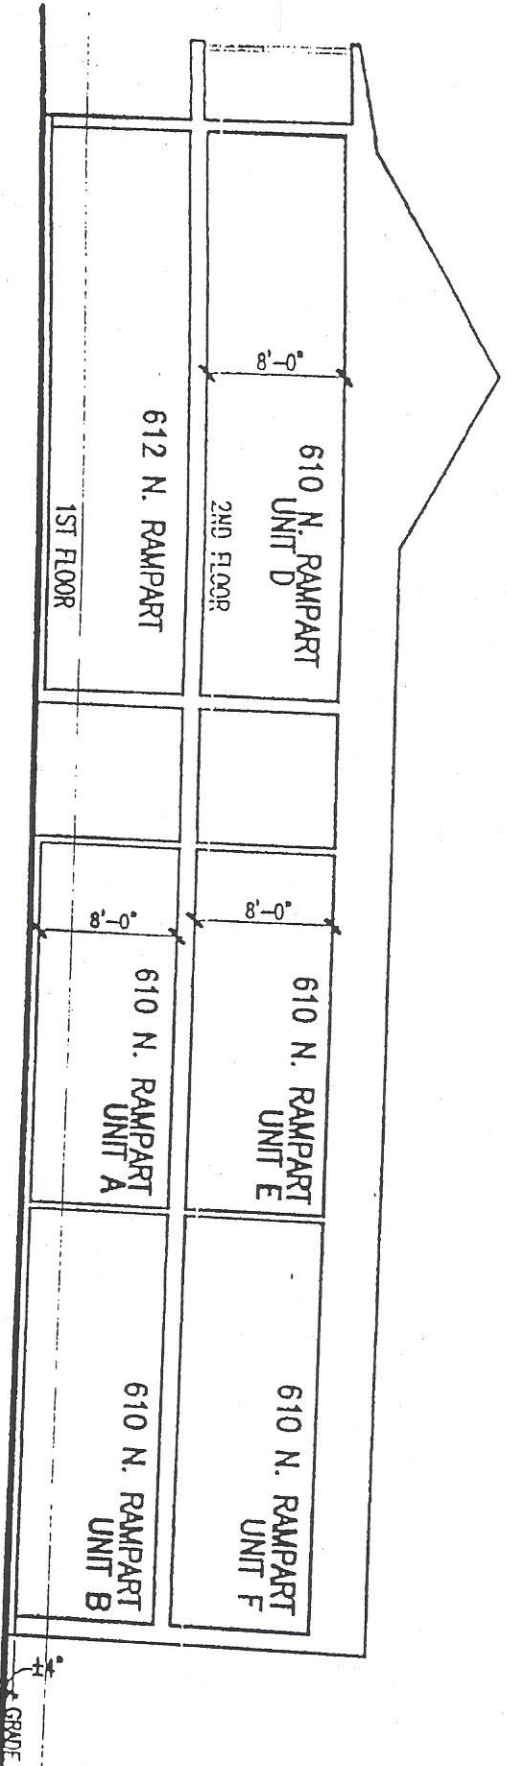 8'-0"
610 N. RAMPART
UNIT D
2ND FLOOR
612 N. RAMPART
1ST FLOOR
8'-0"
610 N. RAMPART
UNIT E
8'-0"
610 N. RAMPART
UNIT A
610 N. RAMPART
UNIT F
610 N. RAMPART
UNIT B
±4"
GRADE